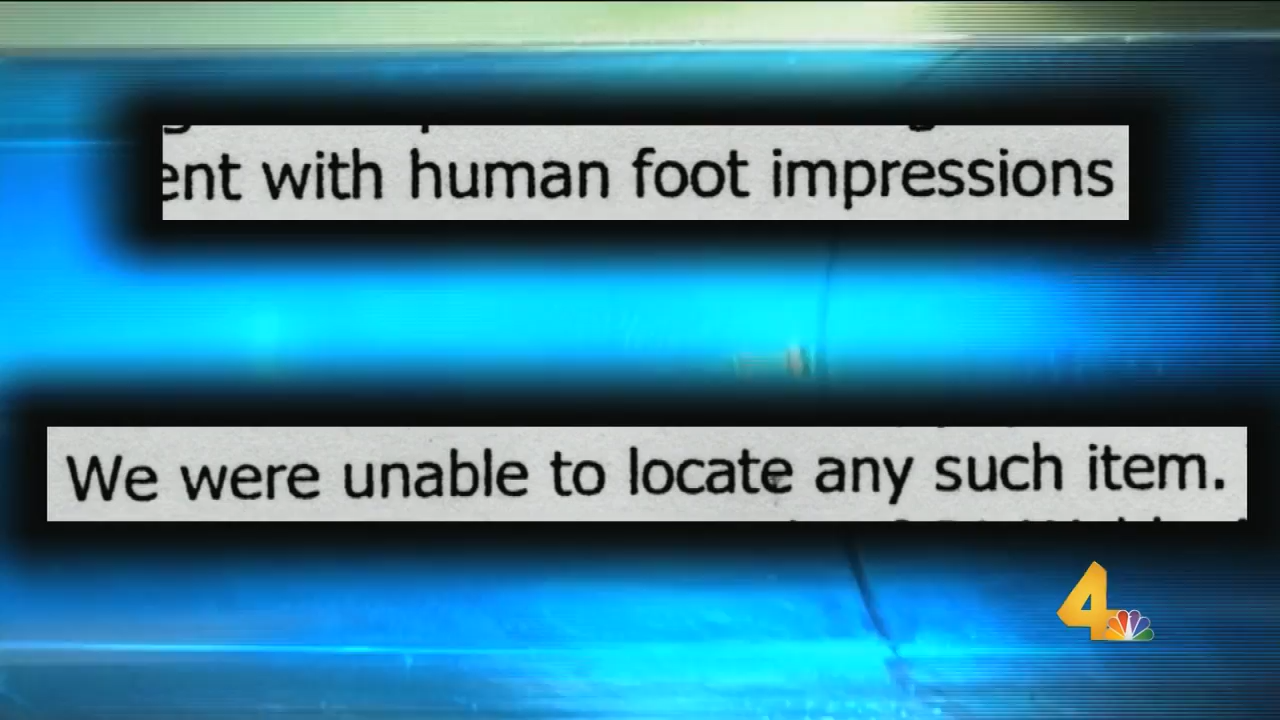 ent with human foot impressions
We were unable to locate any such item.
4